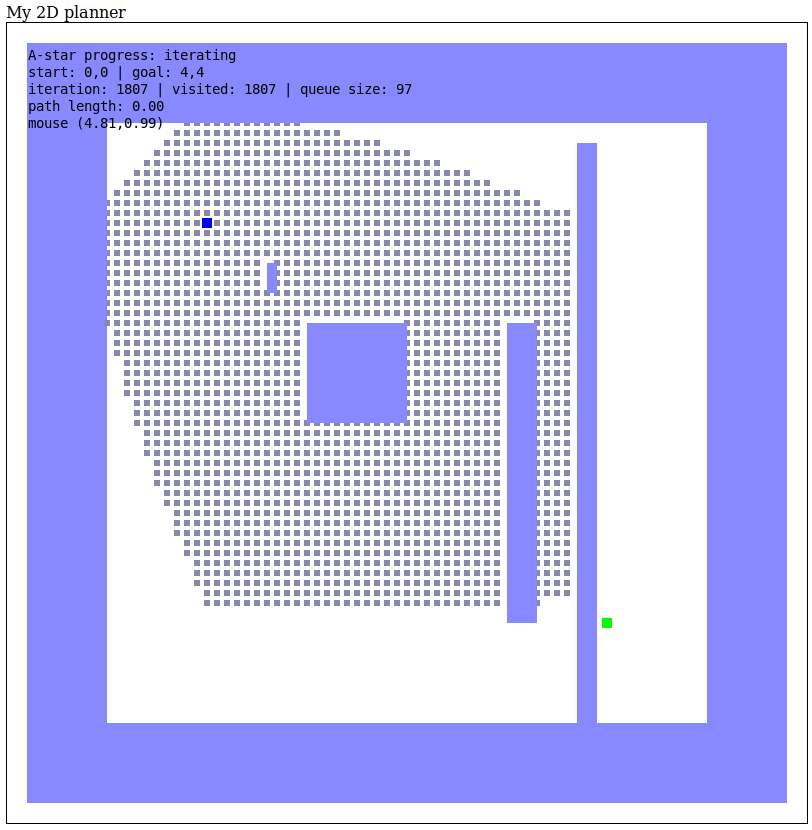 My 2D planner
A-star progress: iterating
start: 0,0 | goal: 4,4
iteration: 1807 | visited: 1807 | queue size: 97
path length: 0.00
mouse (4.81,0.99)